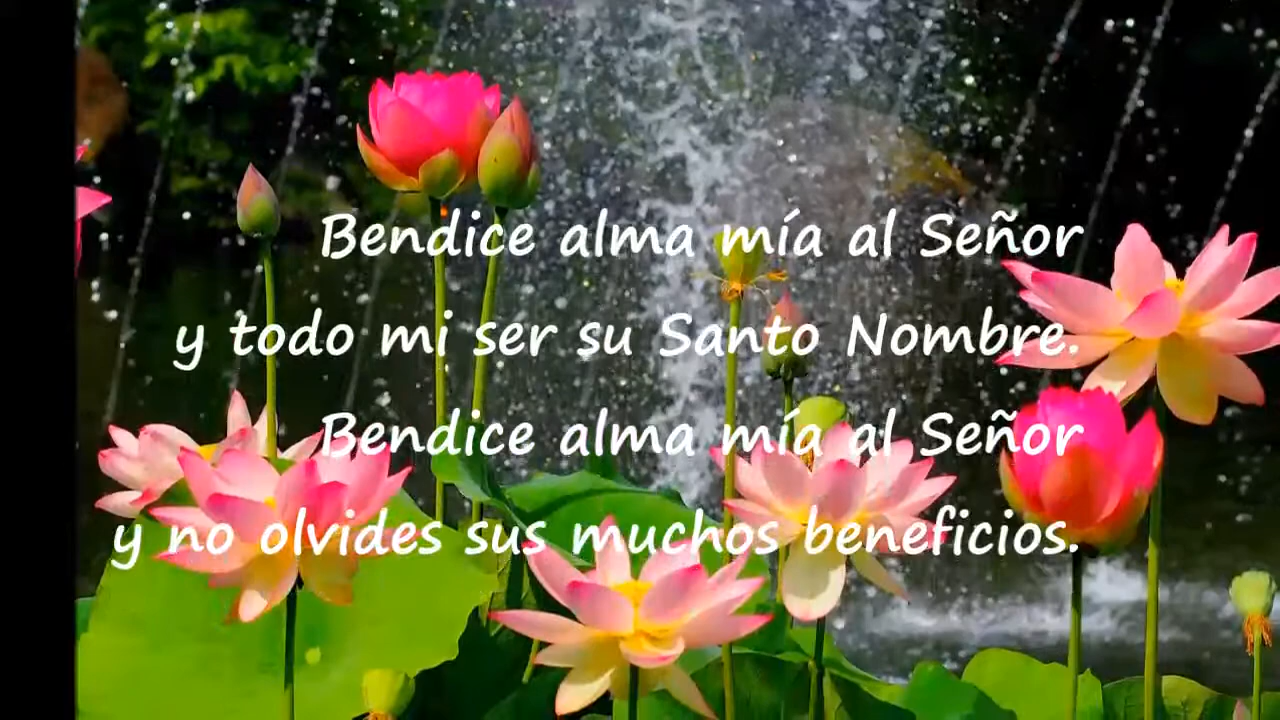 Bendice alma mía al Señor
y todo mi ser su Santo Nombre.
Bendice alma mía al Señor
y no olvides sus muchos beneficios.